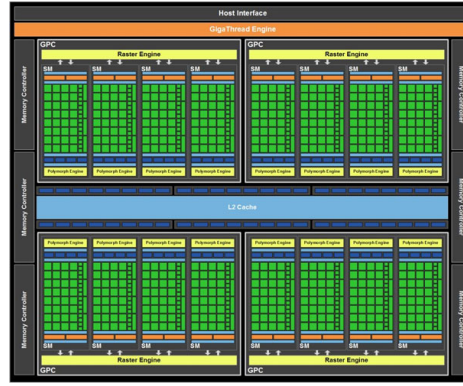 Host Interface
GigaThread Engine
GPC
Raster Engine
SM SM SM SM
Polymorph Engine Polymorph Engine Polymorph Engine Polymorph Engine
GPC
Raster Engine
SM SM SM SM
Polymorph Engine Polymorph Engine Polymorph Engine Polymorph Engine
Memory Controller
Memory Controller
Memory Controller
Memory Controller
Memory Controller
Memory Controller
L2 Cache
Polymorph Engine Polymorph Engine Polymorph Engine Polymorph Engine
SM SM SM SM
Raster Engine
GPC
Polymorph Engine Polymorph Engine Polymorph Engine Polymorph Engine
SM SM SM SM
Raster Engine
GPC